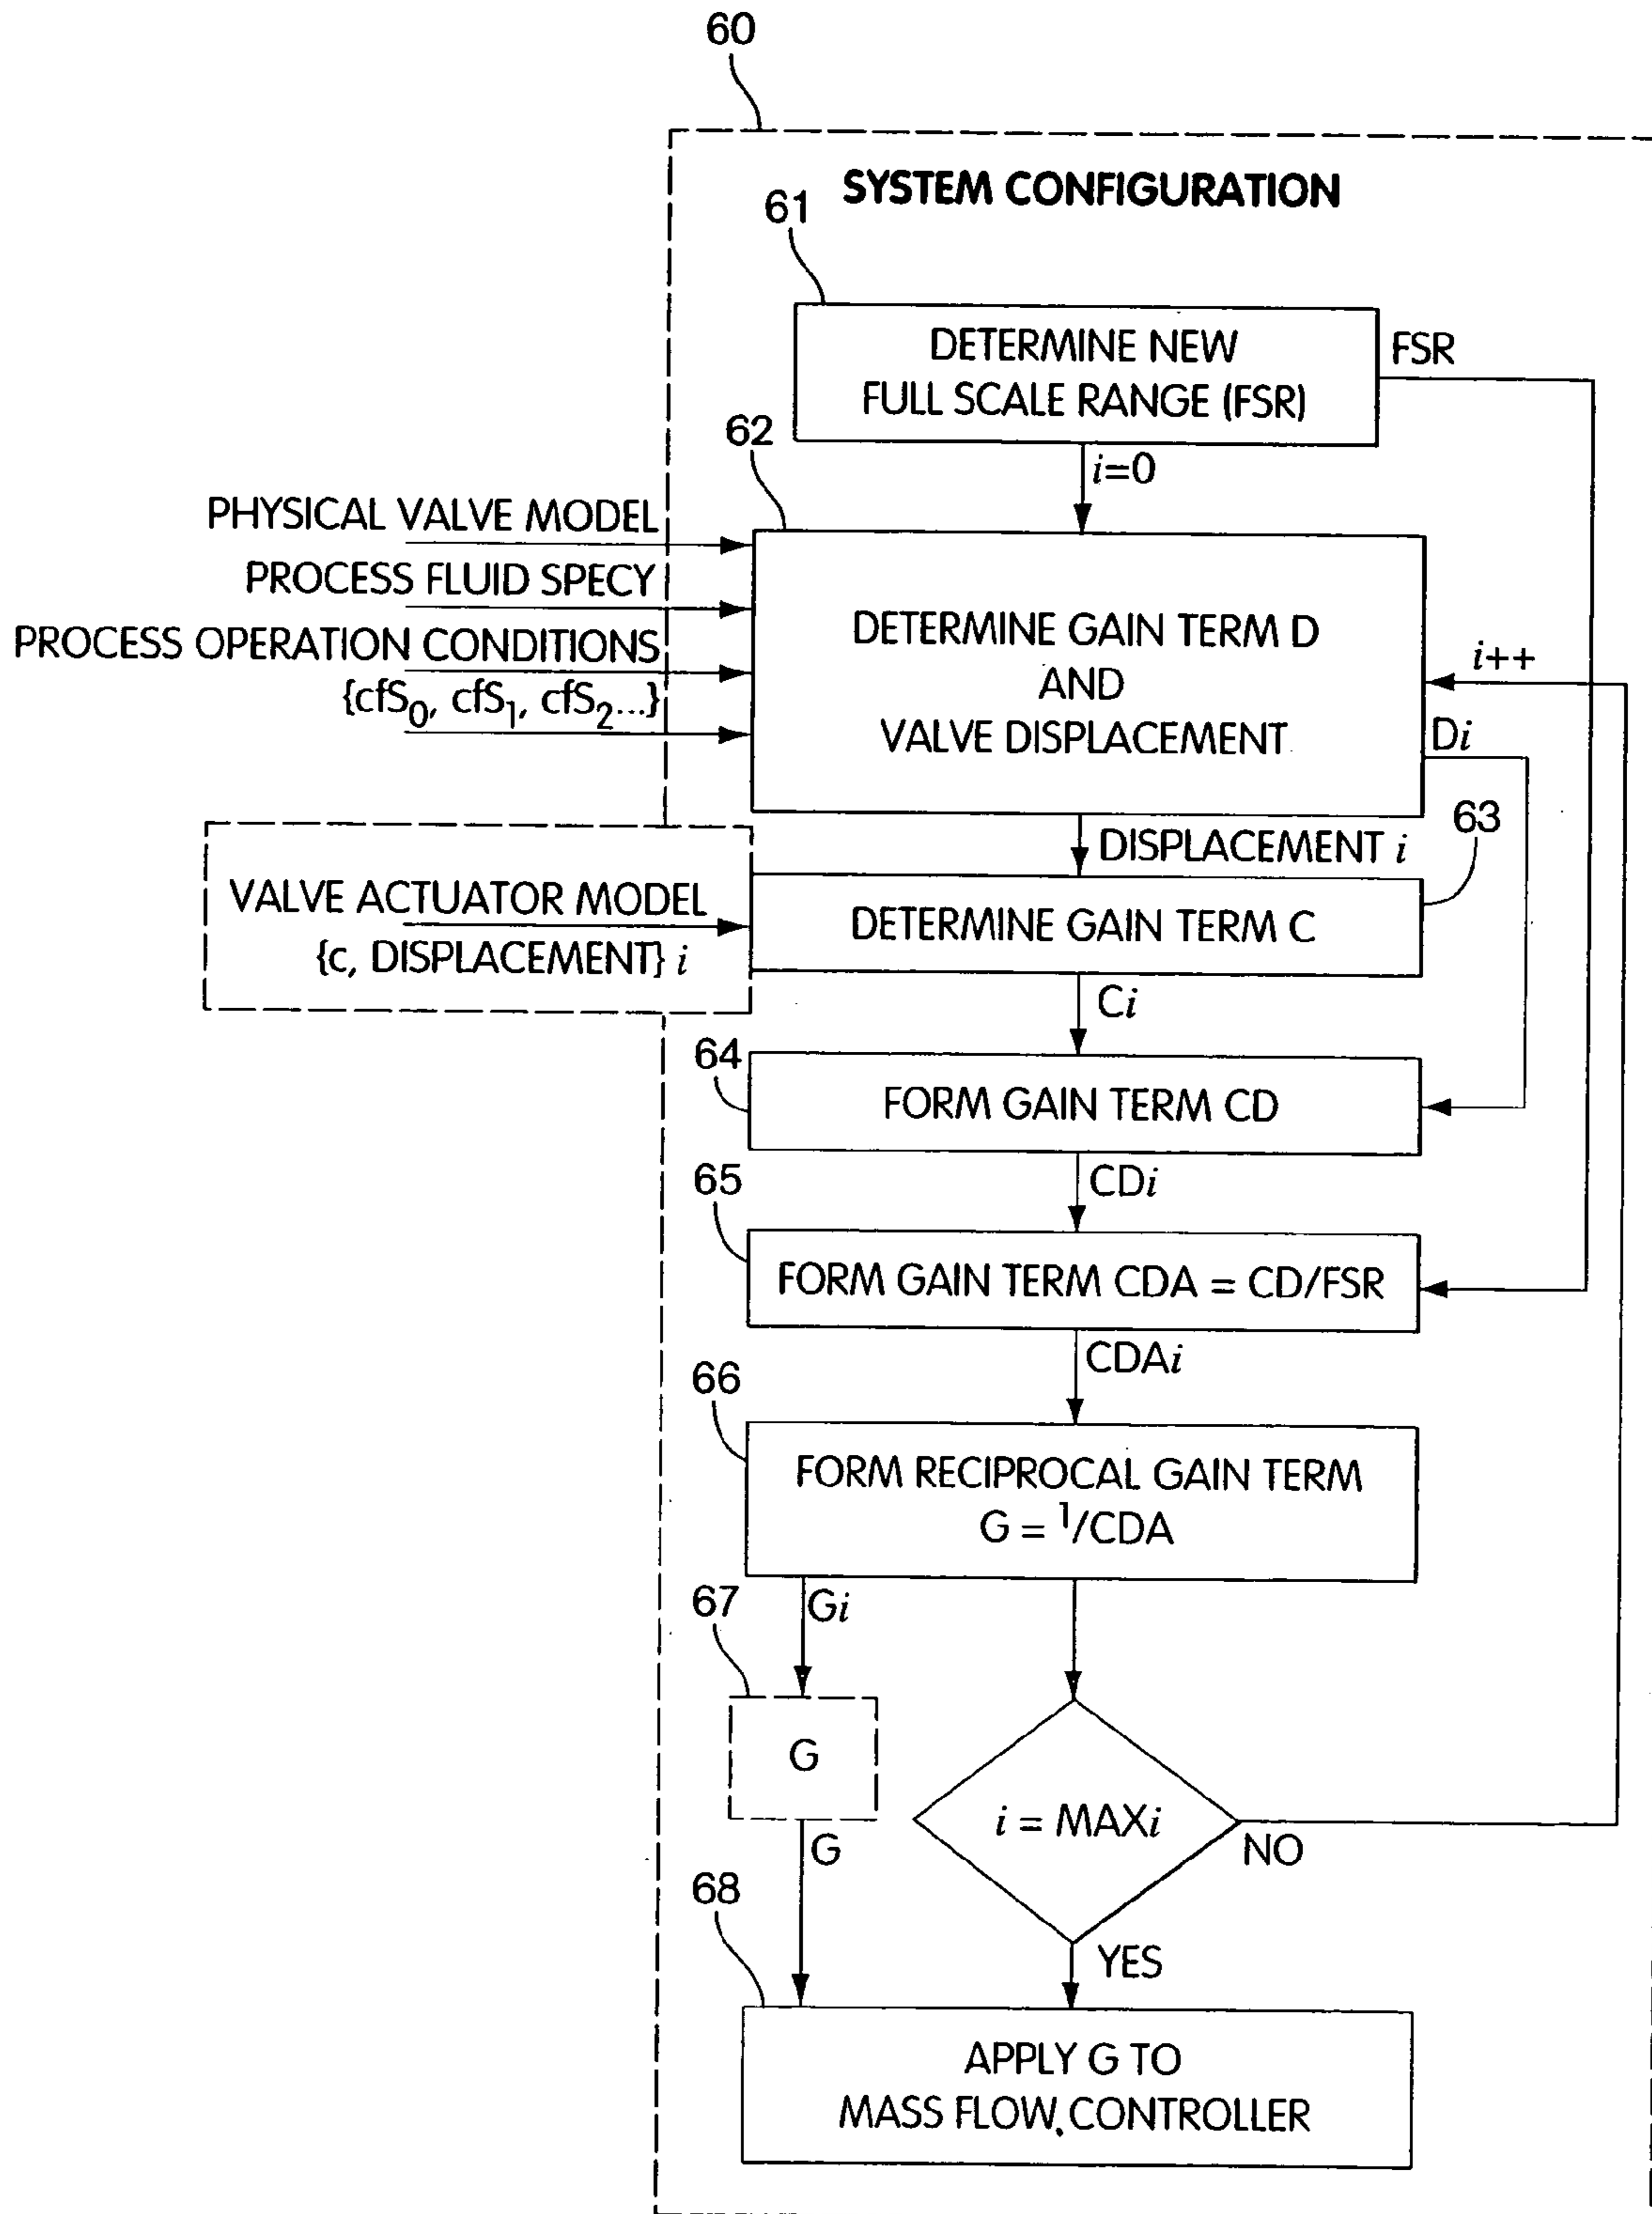 60
SYSTEM CONFIGURATION
61
DETERMINE NEW
FULL SCALE RANGE (FSR)
FSR
62
i=0
PHYSICAL VALVE MODEL
PROCESS FLUID SPECY
PROCESS OPERATION CONDITIONS
{cfS0, cfS1, cfS2...}
DETERMINE GAIN TERM D
AND
VALVE DISPLACEMENT
i++
Di
DISPLACEMENT i
63
VALVE ACTUATOR MODEL
{c, DISPLACEMENT} i
DETERMINE GAIN TERM C
Ci
64
FORM GAIN TERM CD
CDi
65
FORM GAIN TERM CDA = CD/FSR
CDAi
66
FORM RECIPROCAL GAIN TERM
G = 1/CDA
67
Gi
G
i = MAXi
G
NO
68
YES
APPLY G TO
MASS FLOW CONTROLLER